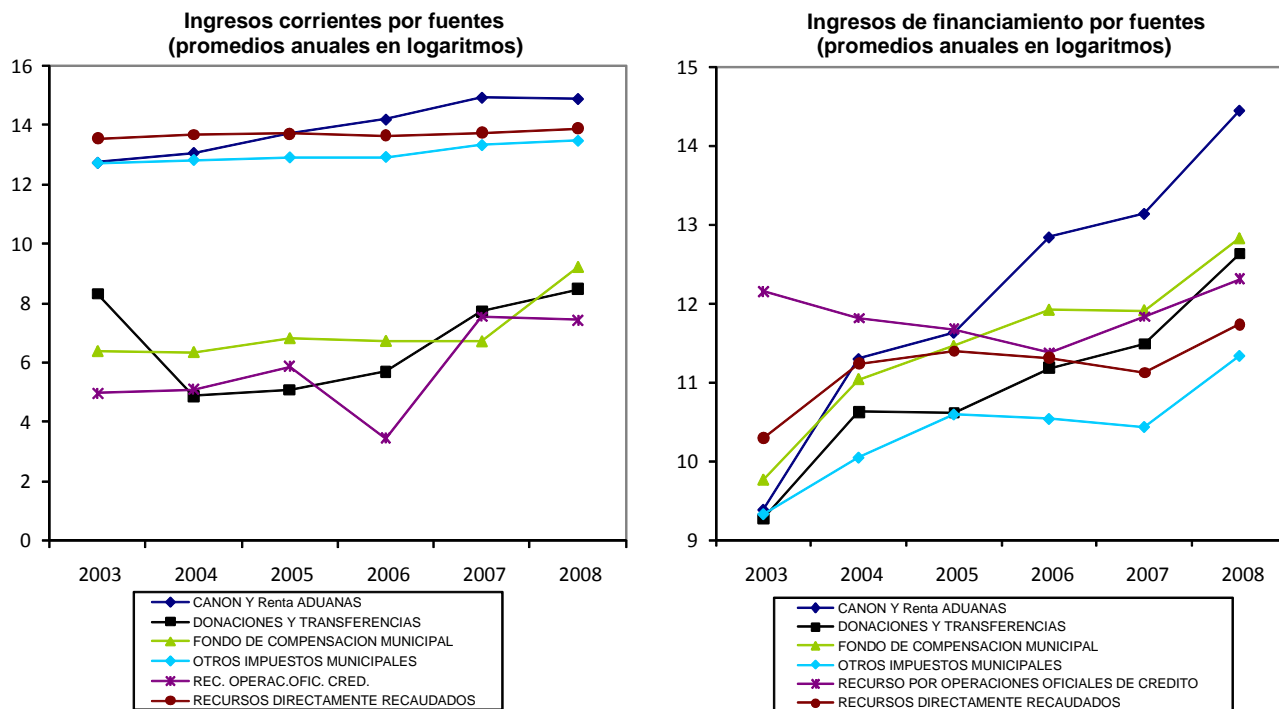 Ingresos corrientes por fuentes
(promedios anuales en logaritmos)
16
14
12
10
8
6
4
2
0
2003 2004 2005 2006 2007 2008
CANON Y Renta ADUANAS
DONACIONES Y TRANSFERENCIAS
FONDO DE COMPENSACION MUNICIPAL
OTROS IMPUESTOS MUNICIPALES
REC. OPERAC.OFIC. CRED.
RECURSOS DIRECTAMENTE RECAUDADOS
Ingresos de financiamiento por fuentes
(promedios anuales en logaritmos)
15
14
13
12
11
10
9
2003 2004 2005 2006 2007 2008
CANON Y Renta ADUANAS
DONACIONES Y TRANSFERENCIAS
FONDO DE COMPENSACION MUNICIPAL
OTROS IMPUESTOS MUNICIPALES
RECURSO POR OPERACIONES OFICIALES DE CREDITO
RECURSOS DIRECTAMENTE RECAUDADOS